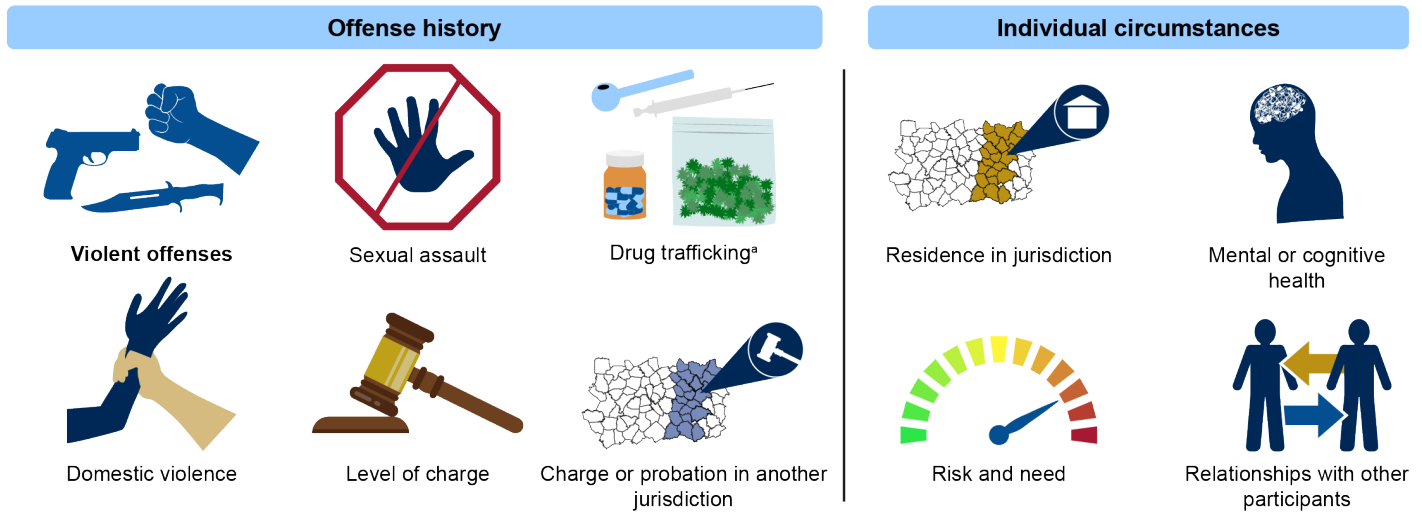 Offense history
Individual circumstances
Violent offenses
Sexual assault
Drug traffickingᵃ
Residence in jurisdiction
Mental or cognitive
health
Domestic violence
Level of charge
Charge or probation in another
jurisdiction
Risk and need
Relationships with other
participants